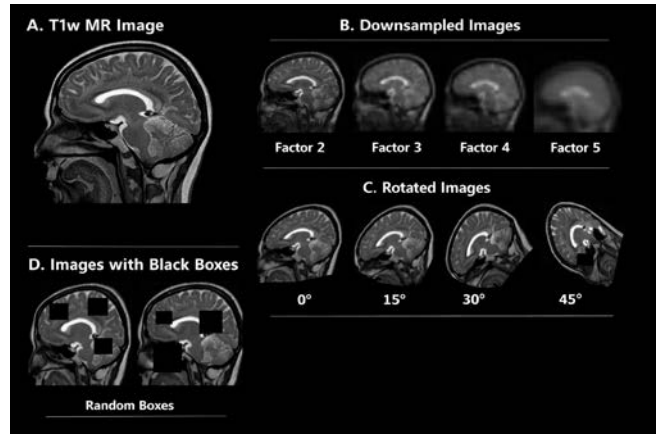 A. T1w MR Image
B. Downsampled Images
Factor 2
Factor 3
Factor 4
Factor 5
C. Rotated Images
0°
15°
30°
45°
D. Images with Black Boxes
Random Boxes